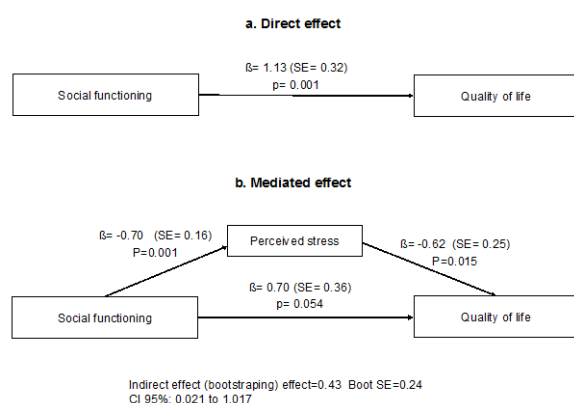 a. Direct effect
ß= 1.13 (SE= 0.32)
p= 0.001
Social functioning
Quality of life
b. Mediated effect
ß= -0.70 (SE= 0.16)
P=0.001
Perceived stress
ß= -0.62 (SE= 0.25)
P=0.015
ß= 0.70 (SE= 0.36)
p= 0.054
Social functioning
Quality of life
Indirect effect (bootstraping) effect=0.43 Boot SE=0.24
CI 95%: 0.021 to 1.017